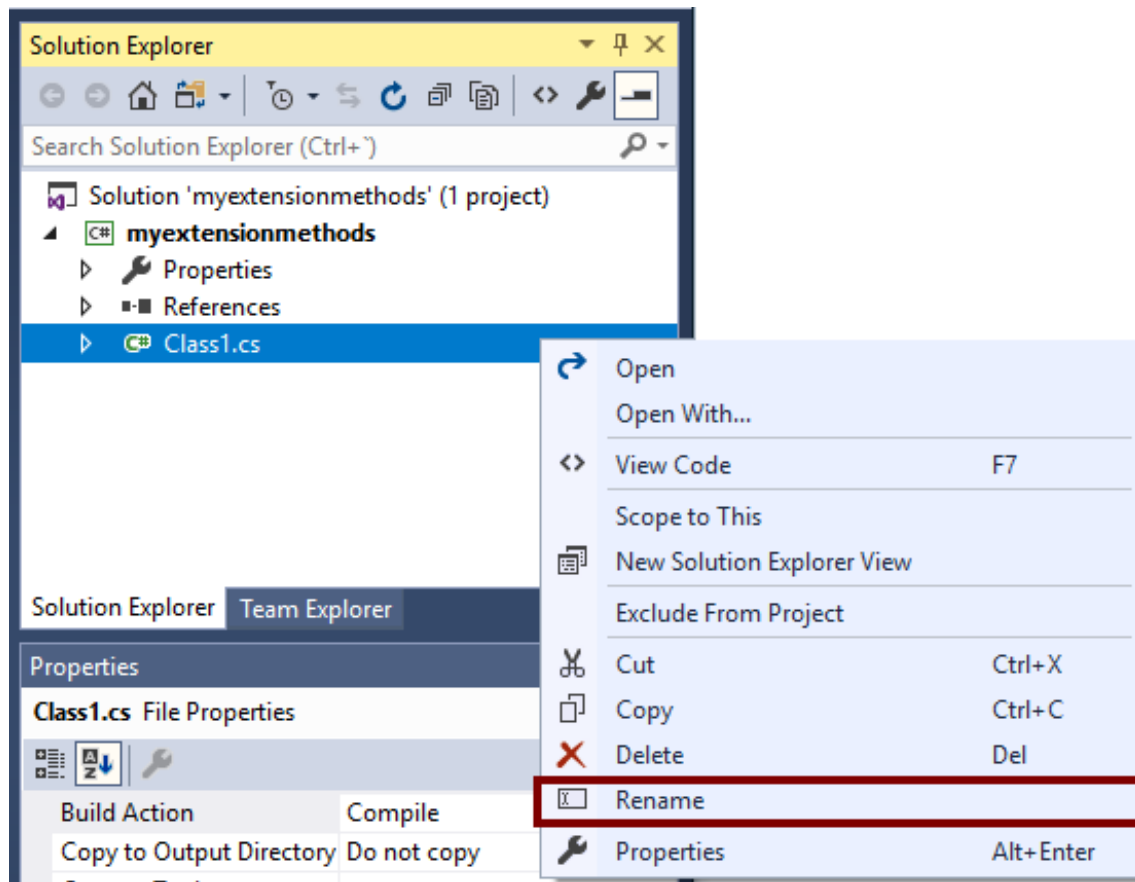 Solution Explorer
Search Solution Explorer (Ctrl+`)
Solution 'myextensionmethods' (1 project)
C# myextensionmethods
Properties
References
C# Class1.cs
Open
Open With...
View Code F7
Scope to This
New Solution Explorer View
Exclude From Project
Cut Ctrl+X
Copy Ctrl+C
Delete Del
Rename
Properties Alt+Enter
Solution Explorer Team Explorer
Properties
Class1.cs File Properties
Build Action Compile
Copy to Output Directory Do not copy